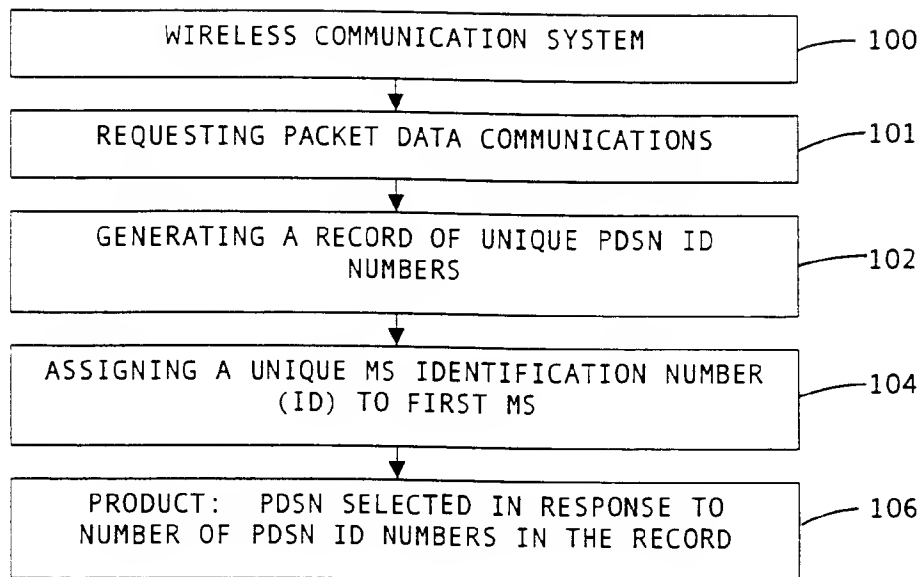 WIRELESS COMMUNICATION SYSTEM
100
REQUESTING PACKET DATA COMMUNICATIONS
101
GENERATING A RECORD OF UNIQUE PDSN ID
NUMBERS
102
ASSIGNING A UNIQUE MS IDENTIFICATION NUMBER
(ID) TO FIRST MS
104
PRODUCT: PDSN SELECTED IN RESPONSE TO
NUMBER OF PDSN ID NUMBERS IN THE RECORD
106